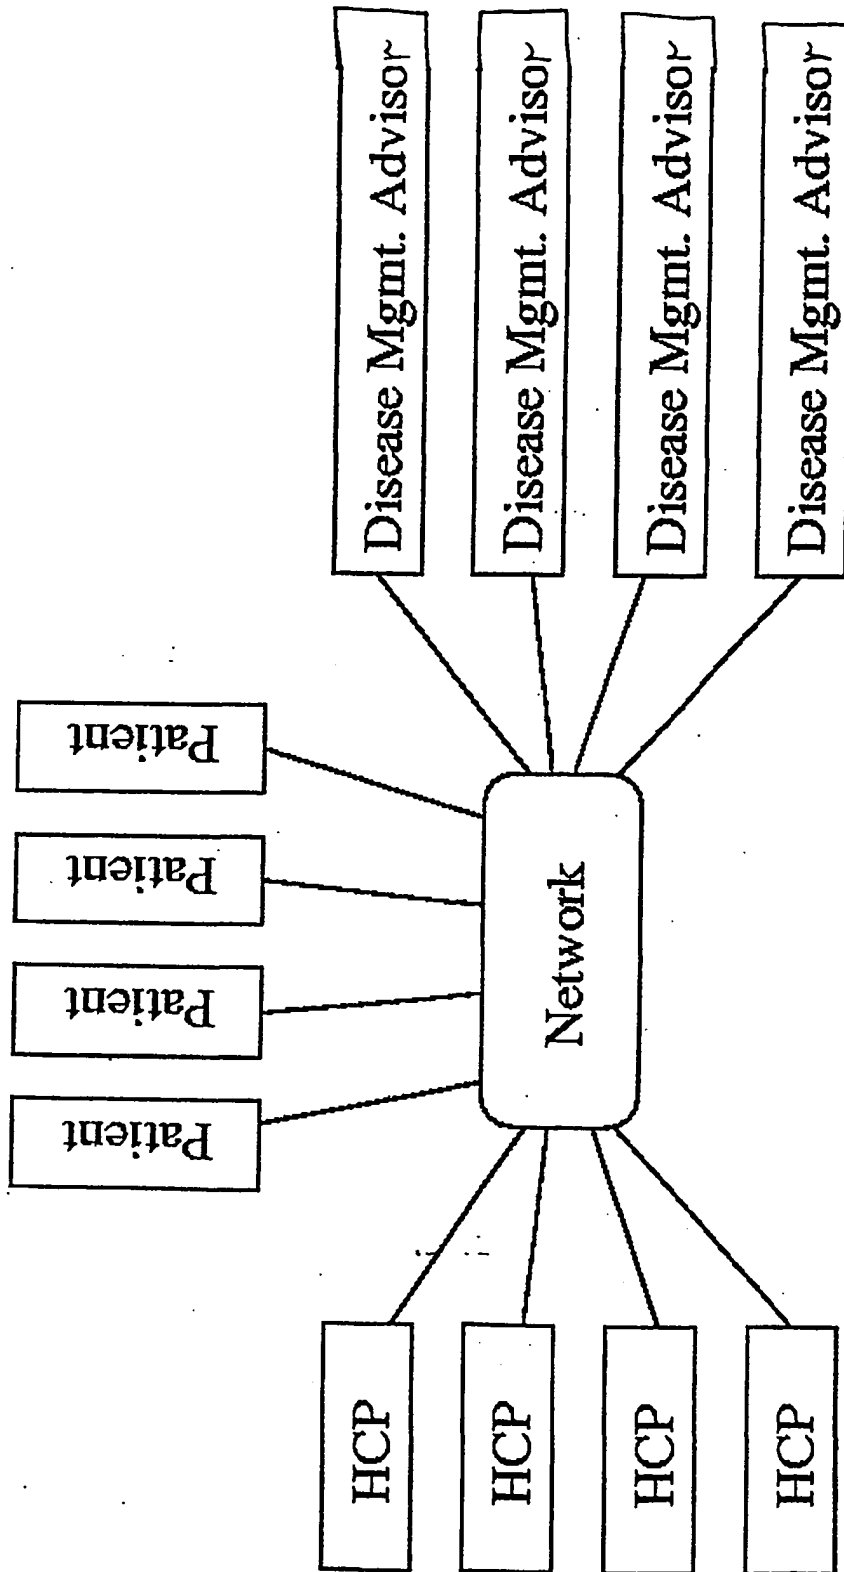 Patient
Patient
Patient
Patient
HCP
HCP
HCP
HCP
Network
Disease Mgmt. Advisor
Disease Mgmt. Advisor
Disease Mgmt. Advisor
Disease Mgmt. Advisor